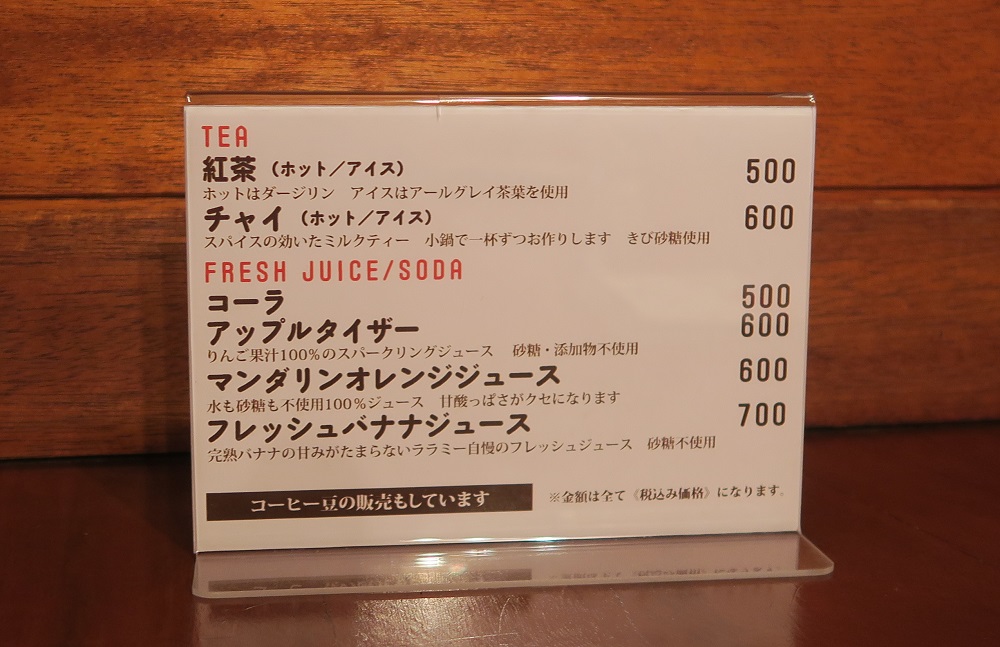 TEA
紅茶（ホット／アイス） 500
ホットはダージリン　アイスはアールグレイ茶葉を使用
チャイ（ホット／アイス） 600
スパイスの効いたミルクティー　小鍋で一杯ずつお作りします　きび砂糖使用
FRESH JUICE/SODA
コーラ 500
アップルタイザー 600
りんご果汁100％のスパークリングジュース　砂糖・添加物不使用
マンダリンオレンジジュース 600
水も砂糖も不使用100％ジュース　甘酸っぱさがクセになります
フレッシュバナナジュース 700
完熟バナナの甘みがたまらないララミー自慢のフレッシュジュース　砂糖不使用
コーヒー豆の販売もしています ※金額は全て《税込み価格》になります。